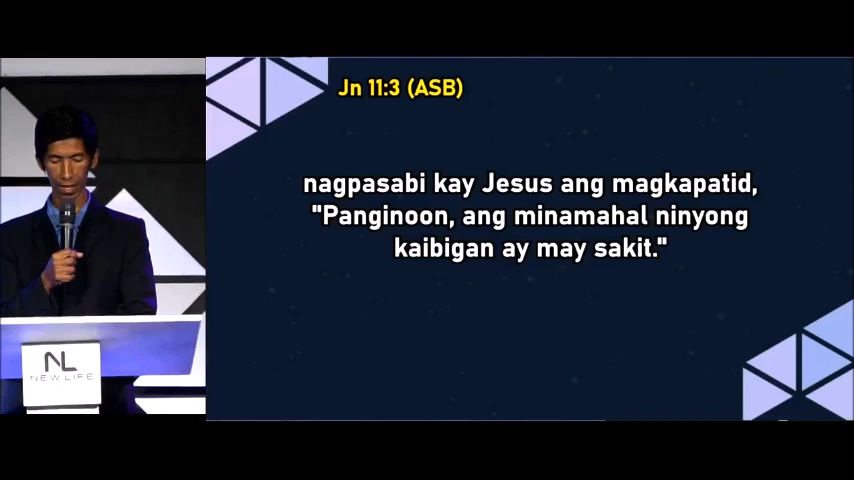 Jn 11:3 (ASB)
nagpasabi kay Jesus ang magkapatid,
"Panginoon, ang minamahal ninyong
kaibigan ay may sakit."
NL
NEW LIFE